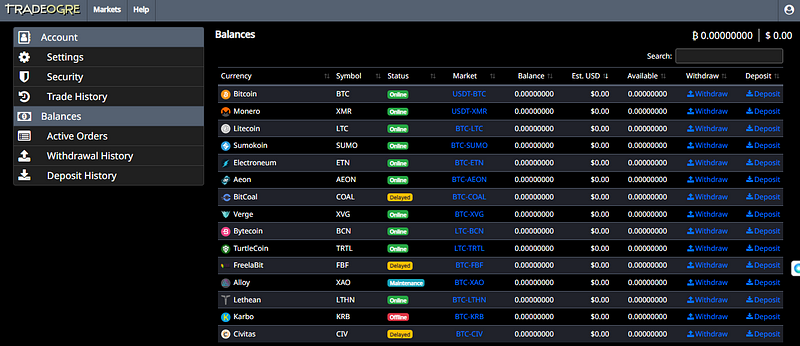 TRADEOGRE Markets Help
Account
Settings
Security
Trade History
Balances
Active Orders
Withdrawal History
Deposit History
Balances
₿ 0.00000000 $ 0.00
Search:
Currency Symbol Status Market Balance Est. USD Available Withdraw Deposit
Bitcoin BTC Online USDT-BTC 0.00000000 $0.00 0.00000000 Withdraw Deposit
Monero XMR Online USDT-XMR 0.00000000 $0.00 0.00000000 Withdraw Deposit
Litecoin LTC Online BTC-LTC 0.00000000 $0.00 0.00000000 Withdraw Deposit
Sumokoin SUMO Online BTC-SUMO 0.00000000 $0.00 0.00000000 Withdraw Deposit
Electroneum ETN Online BTC-ETN 0.00000000 $0.00 0.00000000 Withdraw Deposit
Aeon AEON Online BTC-AEON 0.00000000 $0.00 0.00000000 Withdraw Deposit
BitCoal COAL Delayed BTC-COAL 0.00000000 $0.00 0.00000000 Withdraw Deposit
Verge XVG Online BTC-XVG 0.00000000 $0.00 0.00000000 Withdraw Deposit
Bytecoin BCN Online LTC-BCN 0.00000000 $0.00 0.00000000 Withdraw Deposit
TurtleCoin TRTL Online LTC-TRTL 0.00000000 $0.00 0.00000000 Withdraw Deposit
FreelaBit FBF Delayed BTC-FBF 0.00000000 $0.00 0.00000000 Withdraw Deposit
Alloy XAO Maintenance BTC-XAO 0.00000000 $0.00 0.00000000 Withdraw Deposit
Lethean LTHN Online BTC-LTHN 0.00000000 $0.00 0.00000000 Withdraw Deposit
Karbo KRB Offline BTC-KRB 0.00000000 $0.00 0.00000000 Withdraw Deposit
Civitas CIV Delayed BTC-CIV 0.00000000 $0.00 0.00000000 Withdraw Deposit